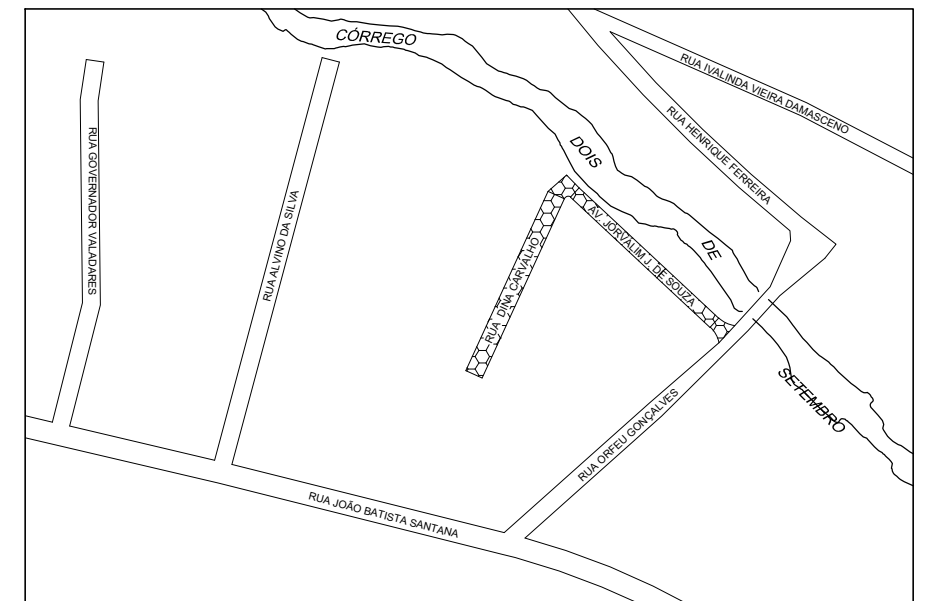 CÓRREGO
RUA IVALINDA VIEIRA DAMASCENO
RUA HENRIQUE FERREIRA
DOIS
RUA GOVERNADOR VALADARES
RUA ALVINO DA SILVA
AV. JORVALIM J. DE SOUZA
DE
RUA DINA CARVALHO
SETEMBRO
RUA ORFEU GONÇALVES
RUA JOÃO BATISTA SANTANA